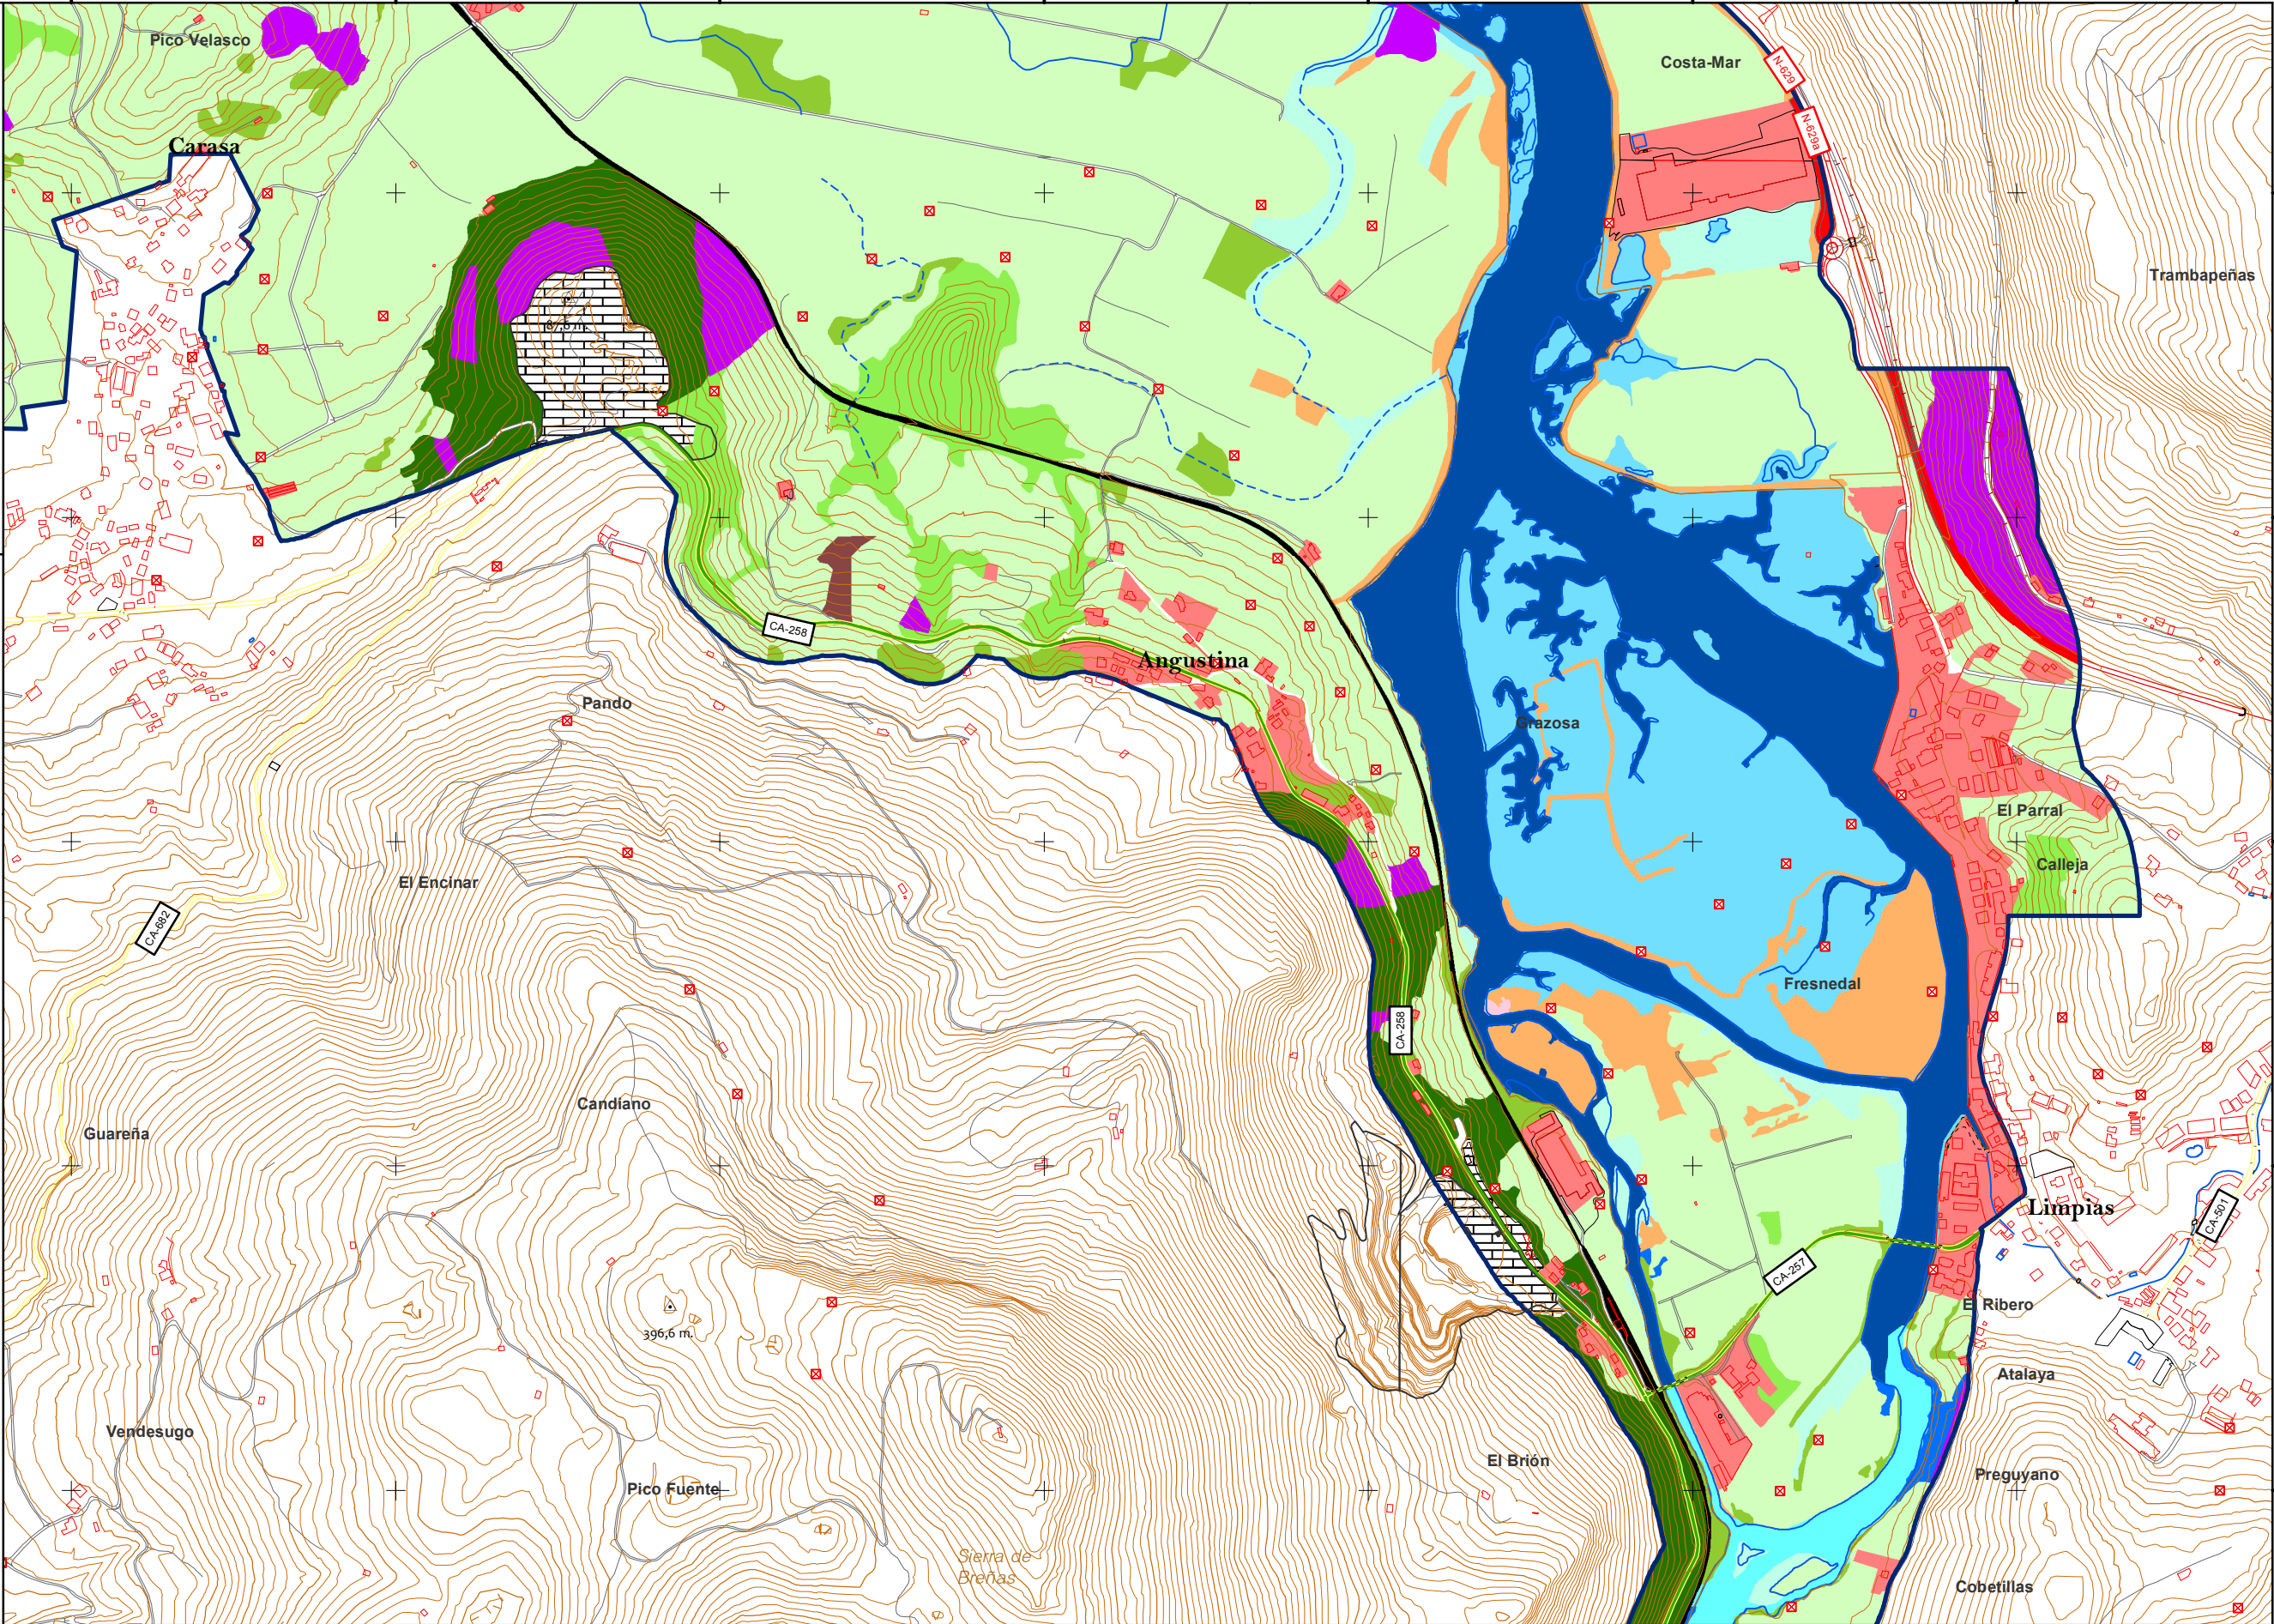 Pico Velasco
Costa-Mar
N-629
N-629a
Carasa
Trambapeñas
87,6 m.
CA-258
Angustina
Pando
Grazosa
El Parral
Calleja
El Encinar
CA-682
Fresnedal
CA-258
Candiano
Guareña
Limpias
CA-501
CA-257
El Ribero
396,6 m.
Atalaya
Vendesugo
El Brión
Preguyano
Pico Fuente
Sierra de
Breñas
Cobetillas